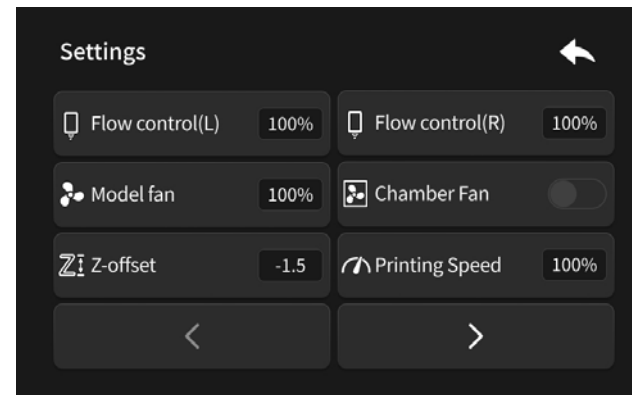 Settings
Flow control(L) 100% Flow control(R) 100%
Model fan 100% Chamber Fan
Z-offset -1.5 Printing Speed 100%